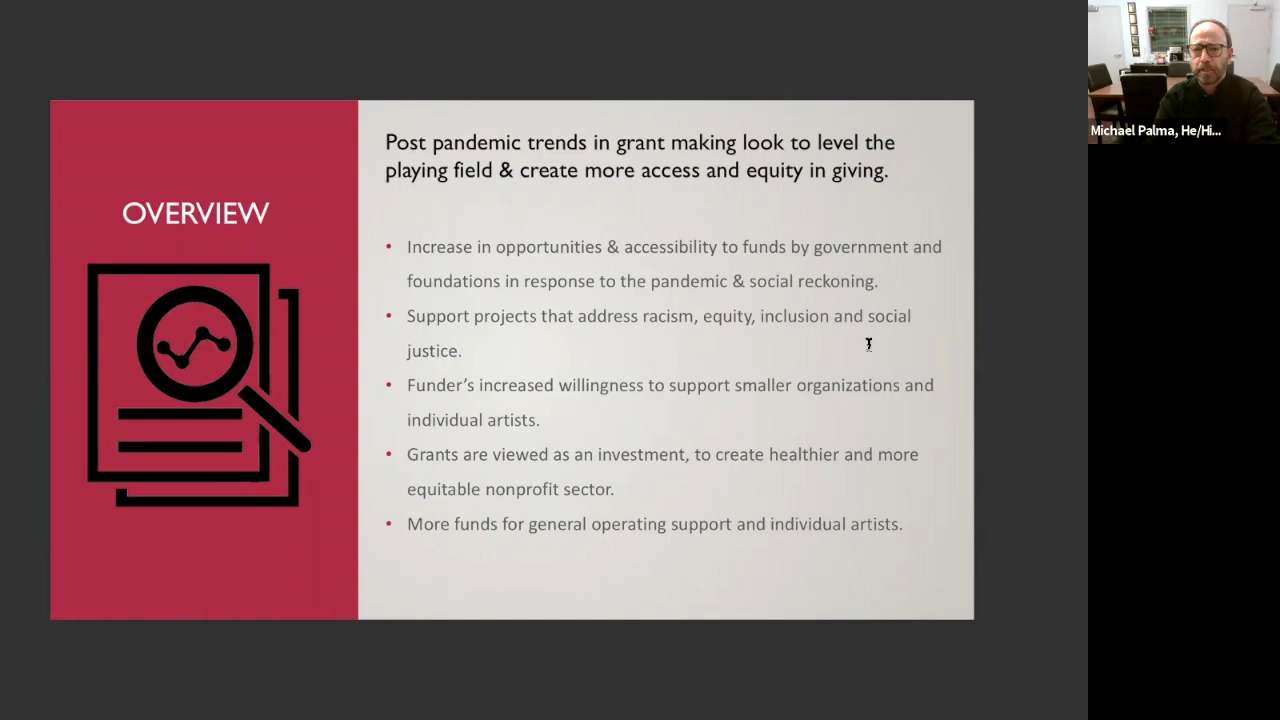 OVERVIEW
Post pandemic trends in grant making look to level the
playing field & create more access and equity in giving.
• Increase in opportunities & accessibility to funds by government and
foundations in response to the pandemic & social reckoning.
• Support projects that address racism, equity, inclusion and social
justice.
• Funder’s increased willingness to support smaller organizations and
individual artists.
• Grants are viewed as an investment, to create healthier and more
equitable nonprofit sector.
• More funds for general operating support and individual artists.
Michael Palma, He/Hi...